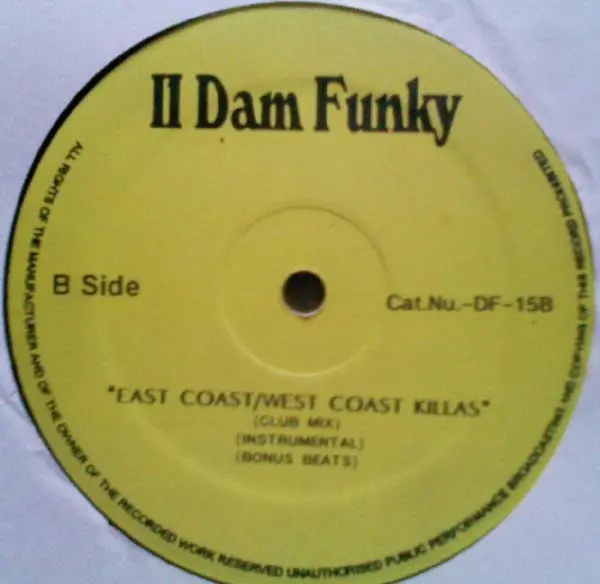 II Dam Funky
B Side
Cat.Nu.-DF-15B
"EAST COAST/WEST COAST KILLAS"
(CLUB MIX)
(INSTRUMENTAL)
(BONUS BEATS)
ALL RIGHTS OF THE MANUFACTURER AND OF THE OWNER OF THE RECORDED WORK RESERVED UNAUTHORISED PUBLIC PERFORMANCE BROADCASTING AND COPYING OF THIS RECORD PROHIBITED